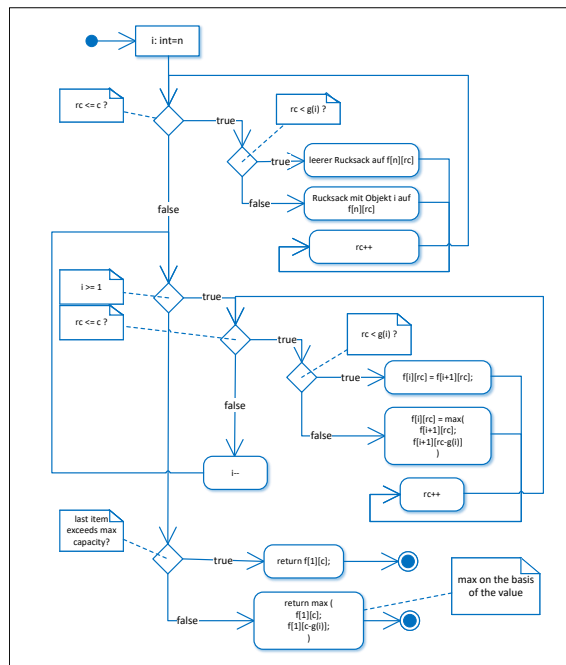 i: int=n
rc <= c ?
rc < g(i) ?
true
true
leerer Rucksack auf f[n][rc]
false
Rucksack mit Objekt i auf
f[n][rc]
false
rc++
i >= 1
true
rc <= c ?
rc < g(i) ?
true
true
f[i][rc] = f[i+1][rc];
false
false
f[i][rc] = max(
f[i+1][rc];
f[i+1][rc-g(i)]
)
i--
rc++
last item
exceeds max
capacity?
true
return f[1][c];
max on the basis
of the value
false
return max (
f[1][c];
f[1][c-g(i)];
)